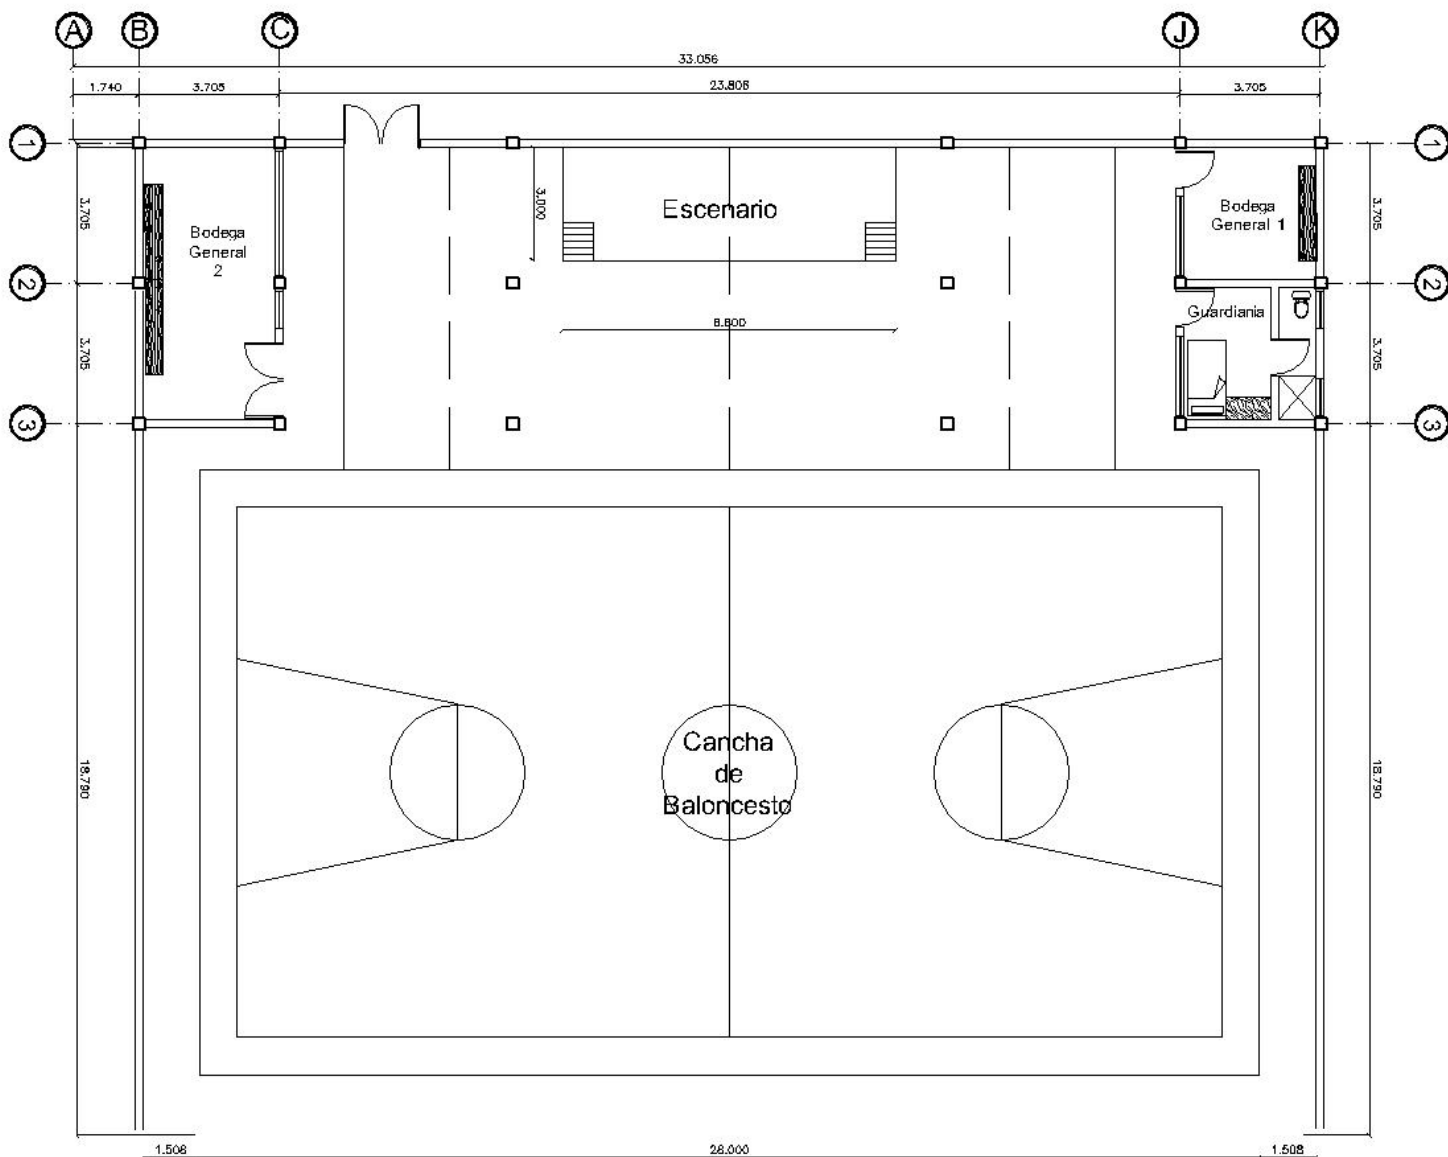 A B C J K
33.056
1.740 3.705 23.806 3.705
1 1
3.705 3.000 3.705
Escenario
Bodega
General
2
Bodega
General 1
2 2
Guardiania
8.800
3.705 3.705
3 3
Cancha
de
Baloncesto
18.790 18.790
1.508 28.000 1.508